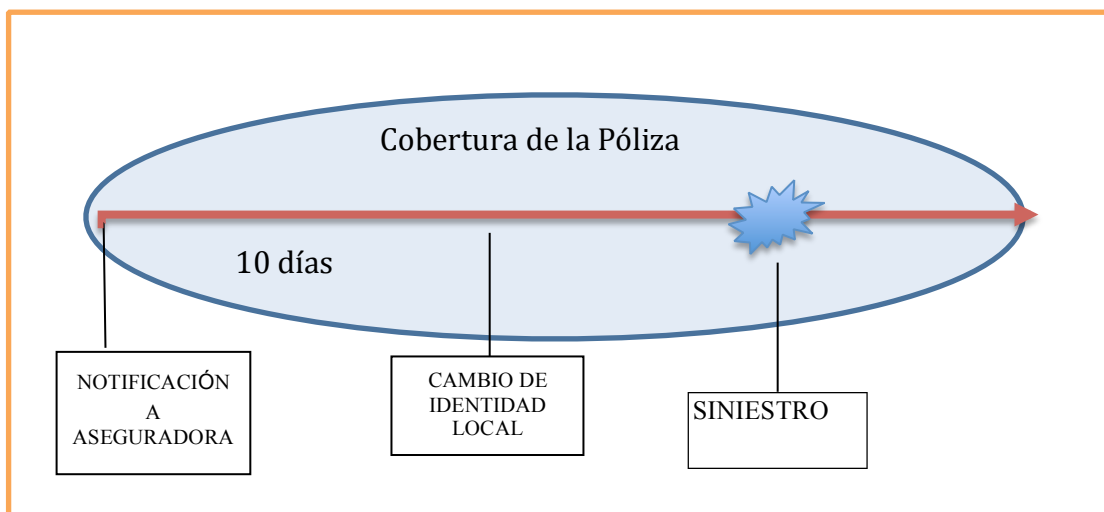 Cobertura de la Póliza
10 días
NOTIFICACIÓN
A
ASEGURADORA
CAMBIO DE
IDENTIDAD
LOCAL
SINIESTRO